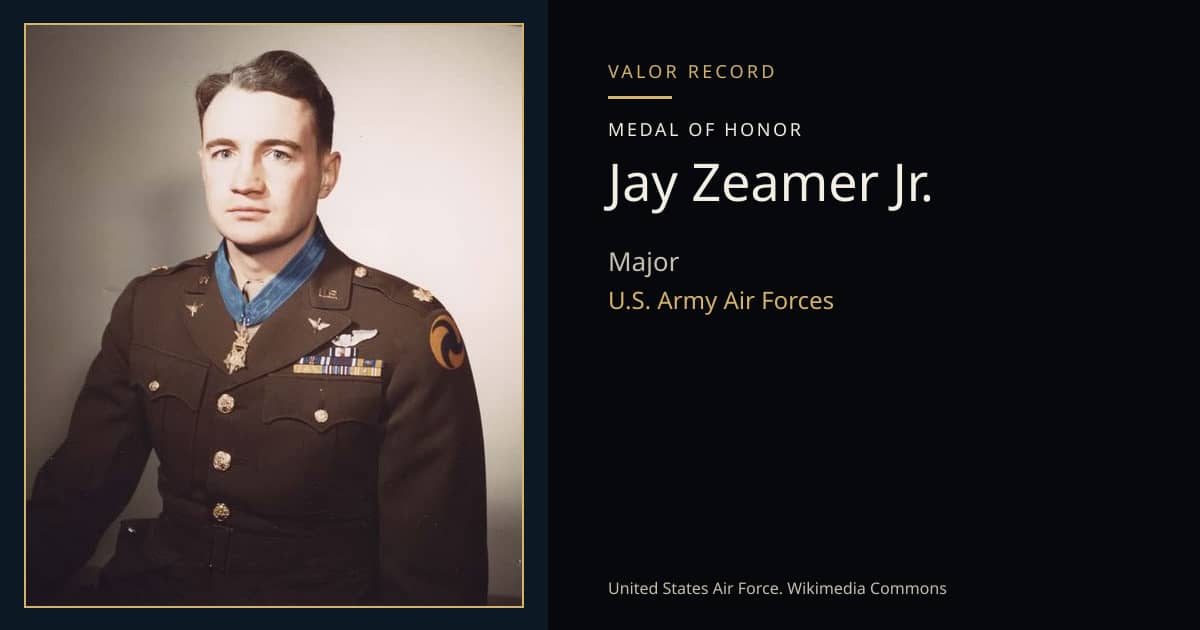 VALOR RECORD
MEDAL OF HONOR
Jay Zeamer Jr.
Major
U.S. Army Air Forces
United States Air Force. Wikimedia Commons